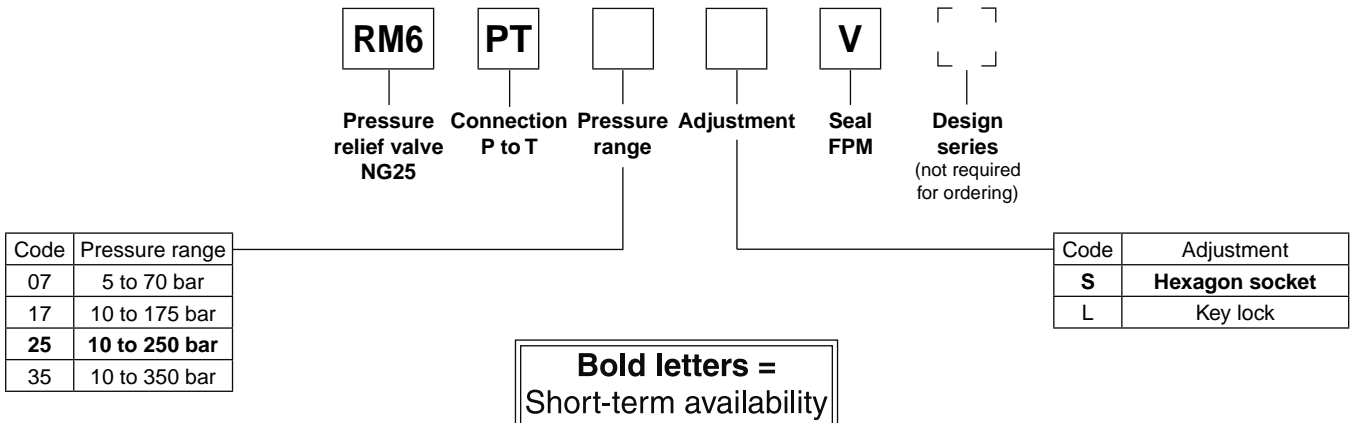 RM6 PT V
Pressure Connection Pressure Adjustment Seal Design
relief valve P to T range FPM series
NG25 (not required
for ordering)
Code Pressure range
07 5 to 70 bar
17 10 to 175 bar
25 10 to 250 bar
35 10 to 350 bar
Code Adjustment
S Hexagon socket
L Key lock
Bold letters =
Short-term availability